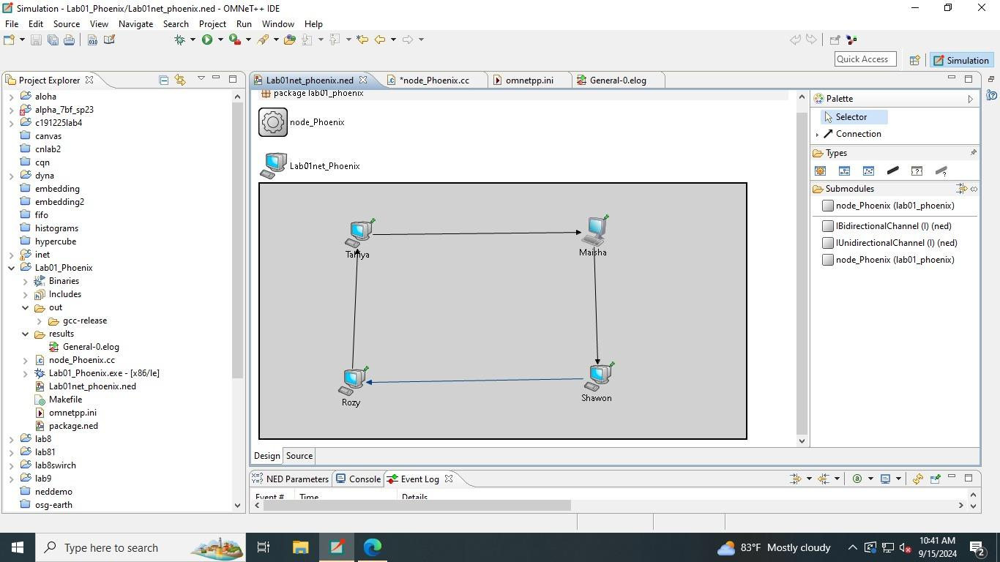 Simulation - Lab01_Phoenix/Lab01net_phoenix.ned - OMNeT++ IDE
File Edit Source View Navigate Search Project Run Window Help
010
Quick Access
Simulation
Project Explorer
aloha
alpha_7bf_sp23
c191225lab4
canvas
cnlab2
cqn
dyna
embedding
embedding2
fifo
histograms
hypercube
inet
Lab01_Phoenix
Binaries
Includes
out
gcc-release
results
General-0.elog
node_Phoenix.cc
Lab01_Phoenix.exe - [x86/le]
Lab01net_phoenix.ned
Makefile
omnetpp.ini
package.ned
lab8
lab81
lab8swirch
lab9
neddemo
osg-earth
Lab01net_phoenix.ned
*node_Phoenix.cc
omnetpp.ini
General-0.elog
package lab01_phoenix
node_Phoenix
Lab01net_Phoenix
Maisha
Rozy
Shawon
Design Source
Palette
Selector
Connection
Types
Submodules
node_Phoenix (lab01_phoenix)
IBidirectionalChannel (I) (ned)
IUnidirectionalChannel (I) (ned)
node_Phoenix (lab01_phoenix)
NED Parameters Console Event Log
Event # Time Details
Type here to search
83°F Mostly cloudy
10:41 AM
9/15/2024
2